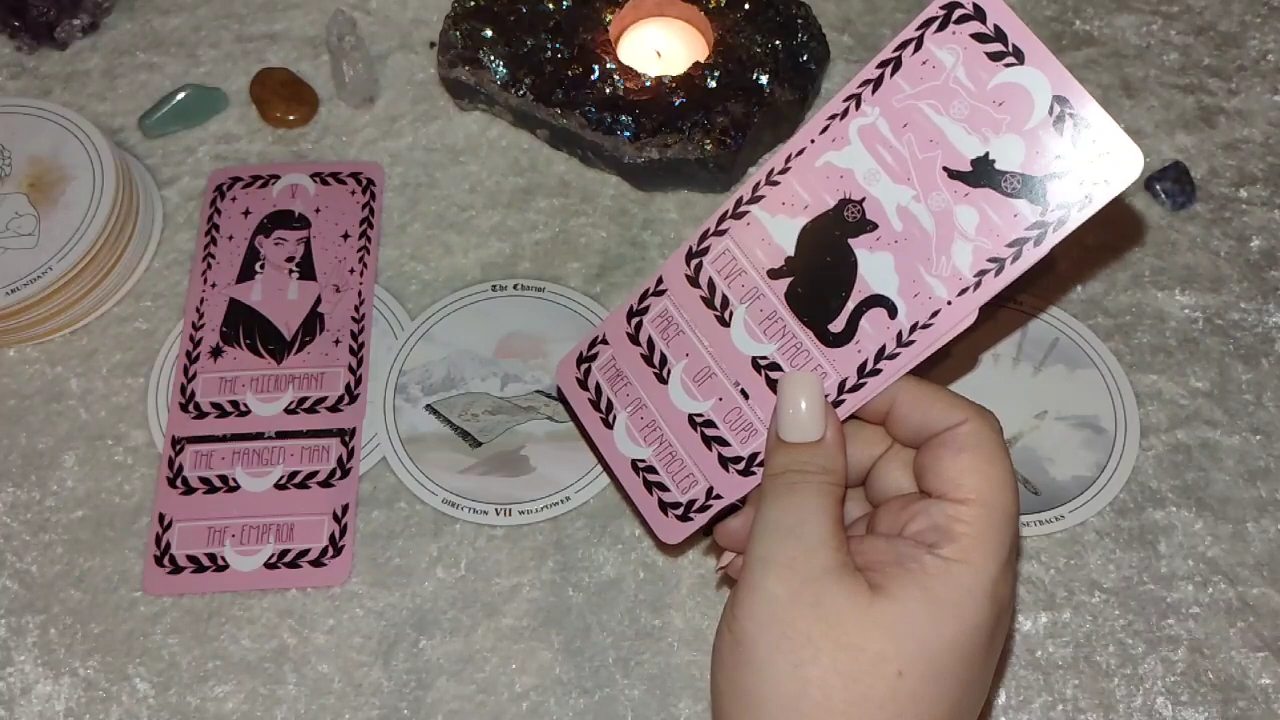 ABUNDANT
V
THE · HIEROPHANT
THE · HANGED · MAN
THE · EMPEROR
The Chariot
DIRECTION VII WILLPOWER
FIVE · OF · PENTACLES
PAGE · OF · CUPS
THREE · OF · PENTACLES
SETBACKS